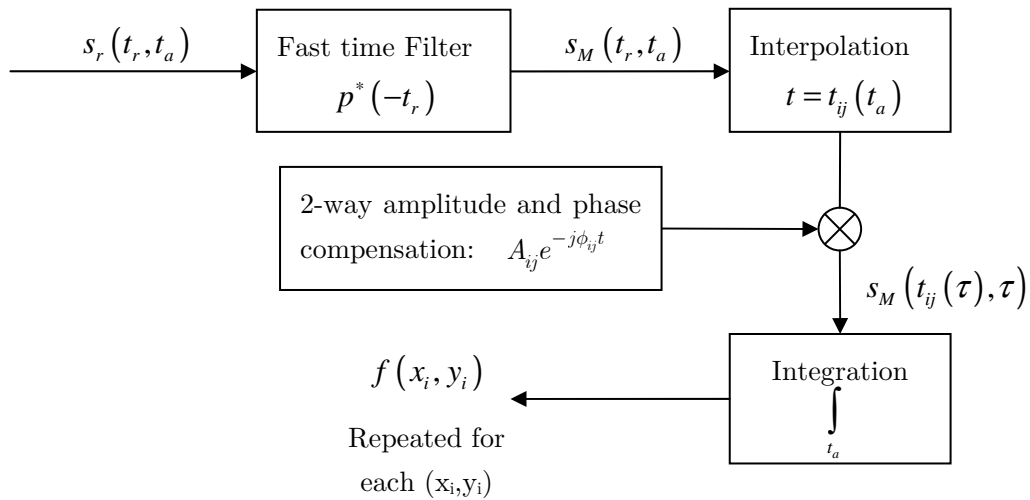 s_r(t_r, t_a)
Fast time Filter
p*(−t_r)
s_M(t_r, t_a)
Interpolation
t = t_ij(t_a)
2-way amplitude and phase
compensation: A_ij e^{−jϕ_ij t}
s_M(t_ij(τ), τ)
Integration
∫
t_a
f(x_i, y_i)
Repeated for
each (x_i,y_i)